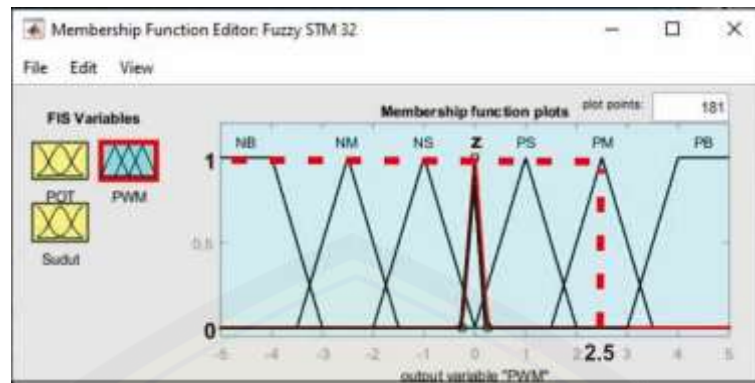 Membership Function Editor: Fuzzy STM 32
File Edit View
FIS Variables
POT
PWM
Sudut
Membership function plots
plot points:
181
NB NM NS Z PS PM PB
1
0.5
0
-5 -4 -3 -2 -1 0 1 2 2.5 3 4 5
output variable "PWM"